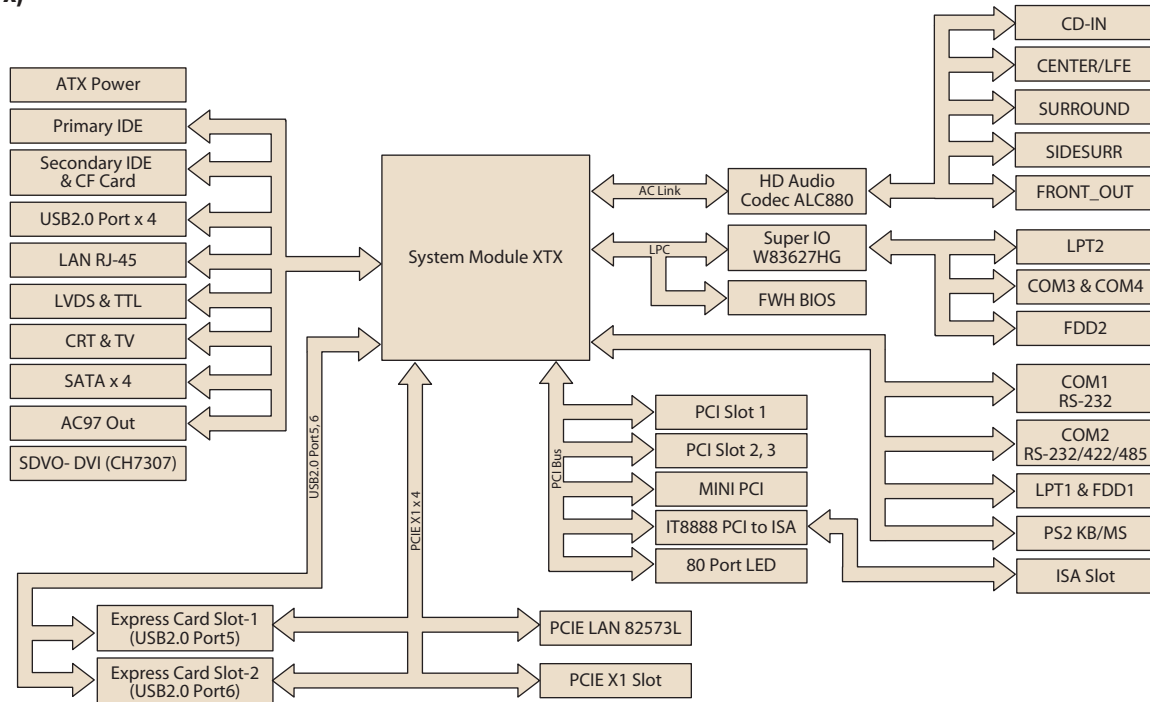 ATX Power
Primary IDE
Secondary IDE
& CF Card
USB2.0 Port x 4
LAN RJ-45
LVDS & TTL
CRT & TV
SATA x 4
AC97 Out
SDVO- DVI (CH7307)
System Module XTX
AC Link
HD Audio
Codec ALC880
LPC
Super IO
W83627HG
FWH BIOS
CD-IN
CENTER/LFE
SURROUND
SIDESURR
FRONT_OUT
LPT2
COM3 & COM4
FDD2
COM1
RS-232
COM2
RS-232/422/485
LPT1 & FDD1
PS2 KB/MS
ISA Slot
USB2.0 Port5, 6
PCIE X1 x 4
PCI Bus
PCI Slot 1
PCI Slot 2, 3
MINI PCI
IT8888 PCI to ISA
80 Port LED
Express Card Slot-1
(USB2.0 Port5)
Express Card Slot-2
(USB2.0 Port6)
PCIE LAN 82573L
PCIE X1 Slot